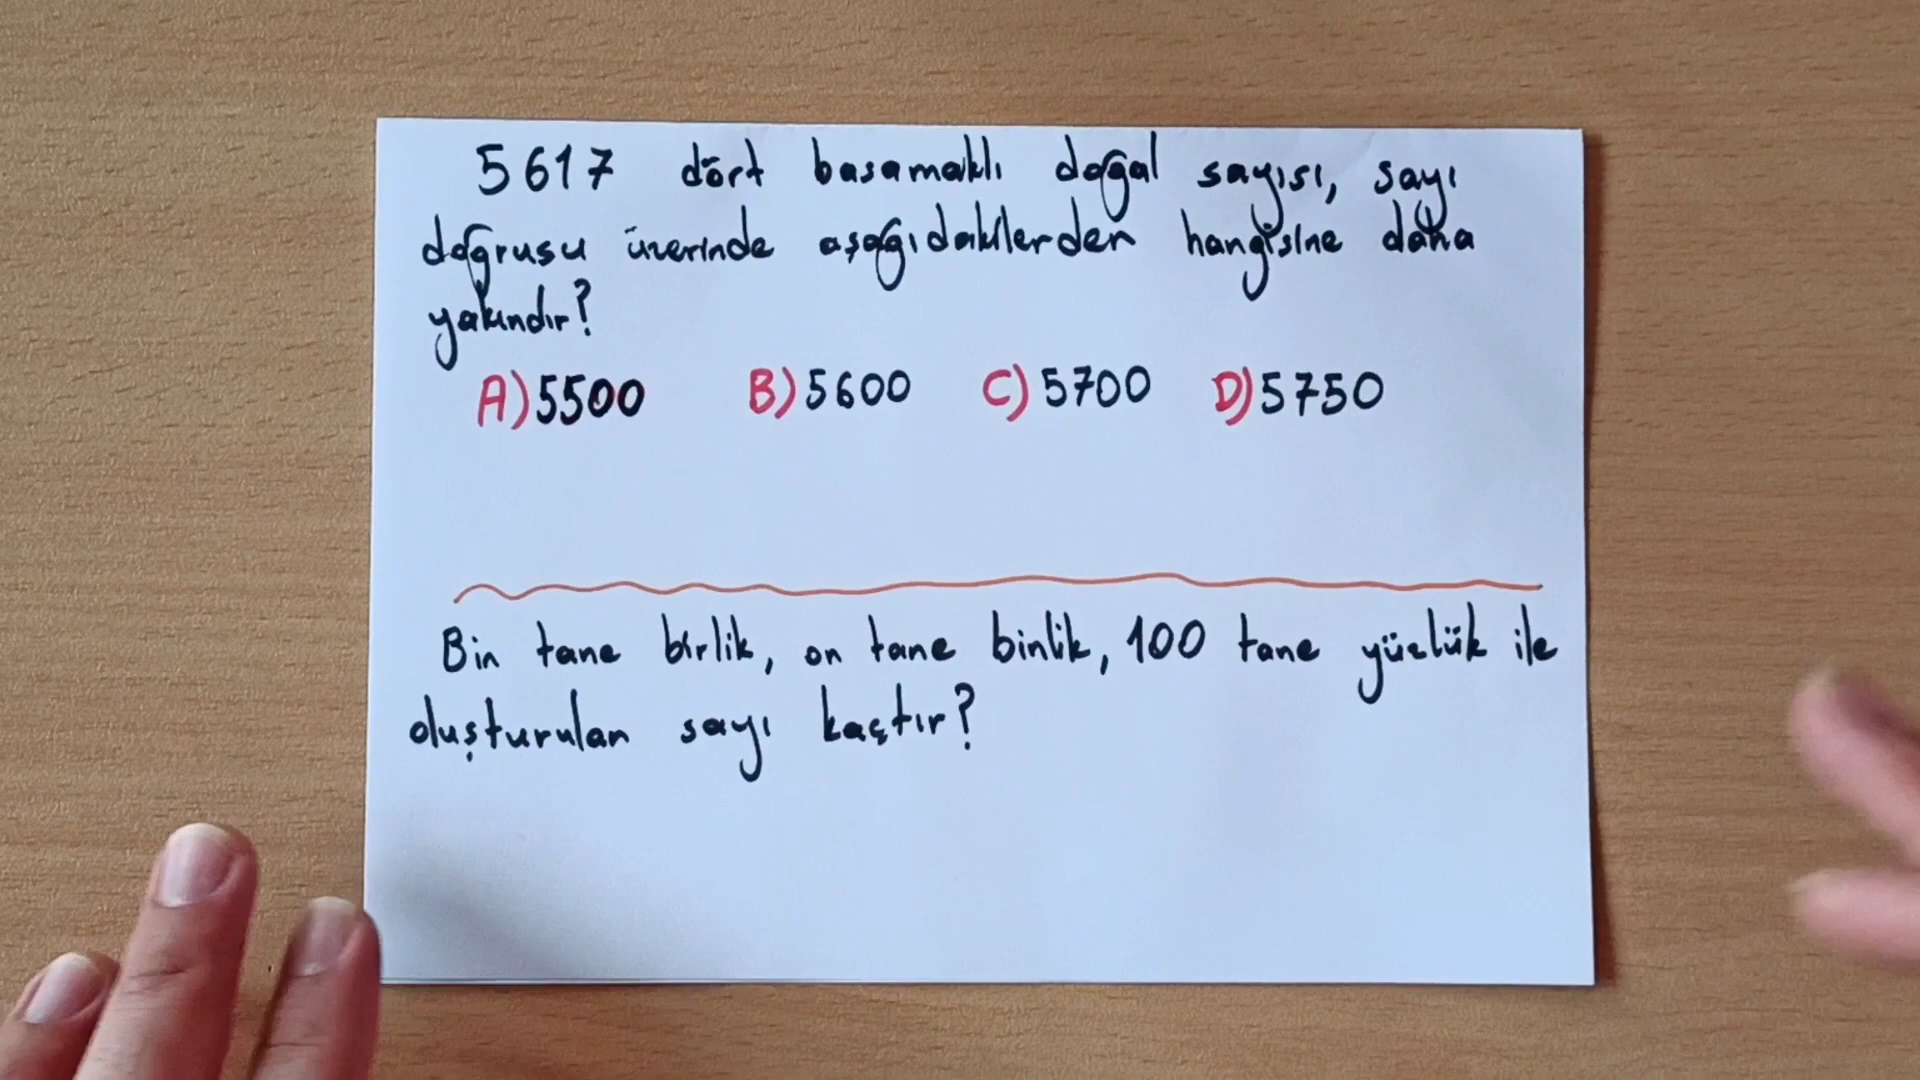 5617 dört basamaklı doğal sayısı, sayı
doğrusu üzerinde aşağıdakilerden hangisine daha
yakındır?
A) 5500 B) 5600 C) 5700 D) 5750
Bin tane birlik, on tane binlik, 100 tane yüzlük ile
oluşturulan sayı kaçtır?